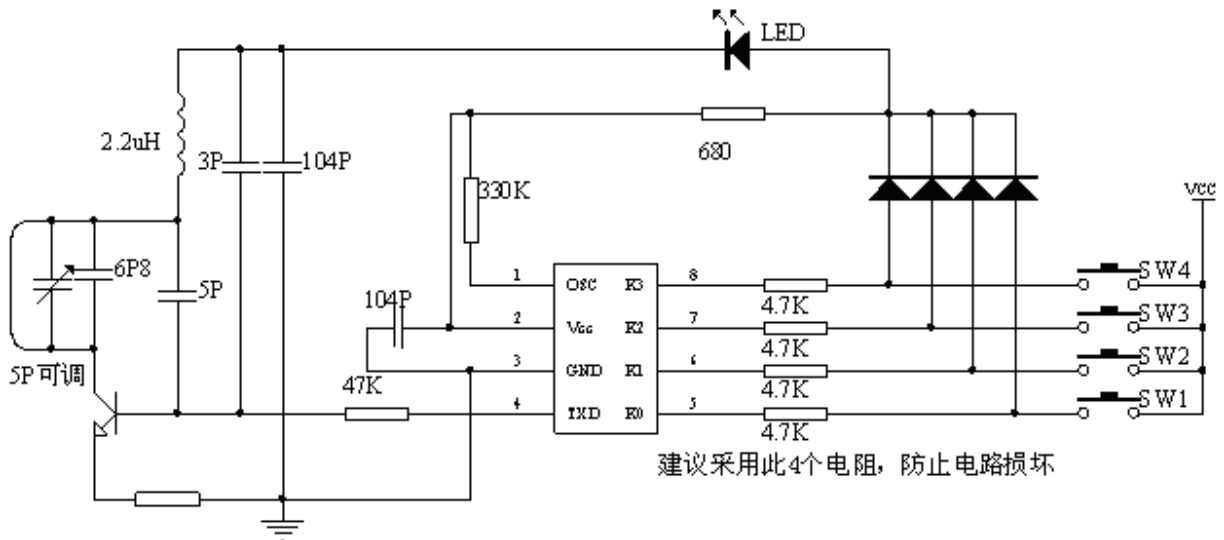 LED
2.2uH
3P
104P
680
330K
VCC
6P8
5P
104P
1 OSC K3 8
4.7K
SW4
2 Vcc K2 7
4.7K
SW3
3 GND K1 6
4.7K
SW2
5P可调
47K
4 TXD K0 5
4.7K
SW1
建议采用此4个电阻，防止电路损坏